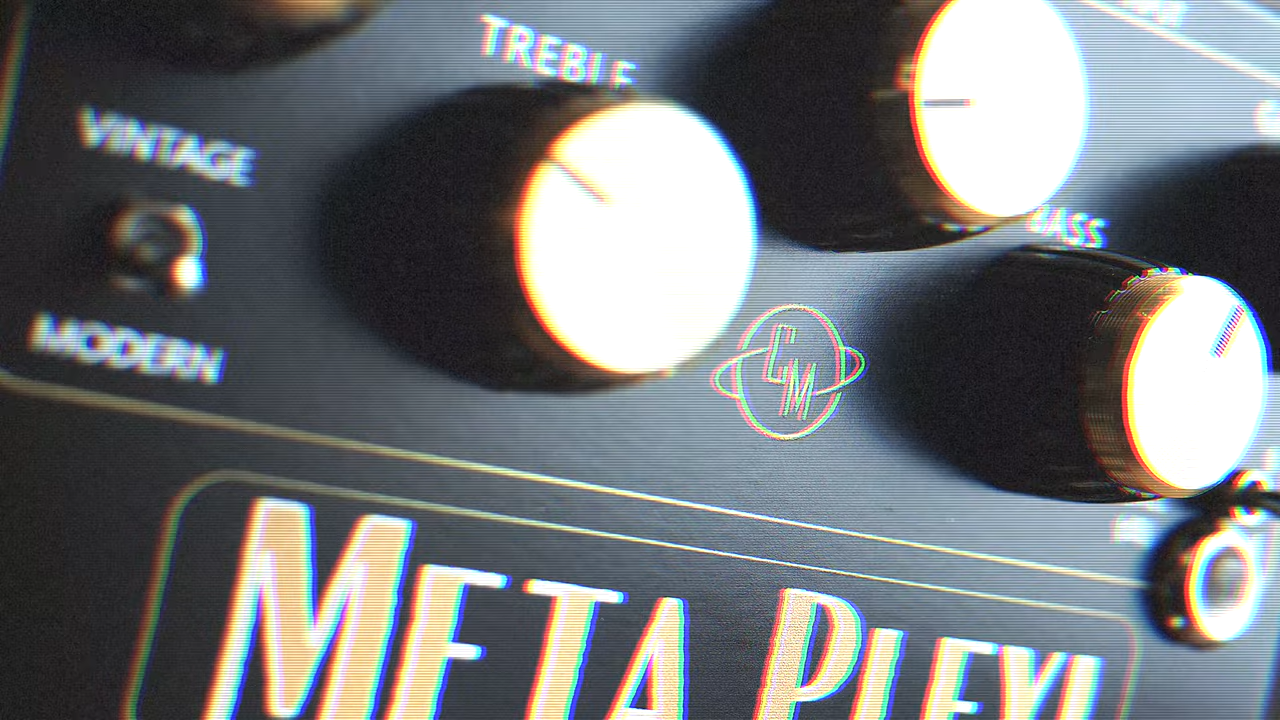 TREBLE
VINTAGE
BASS
MODERN
CM
META PLEXI